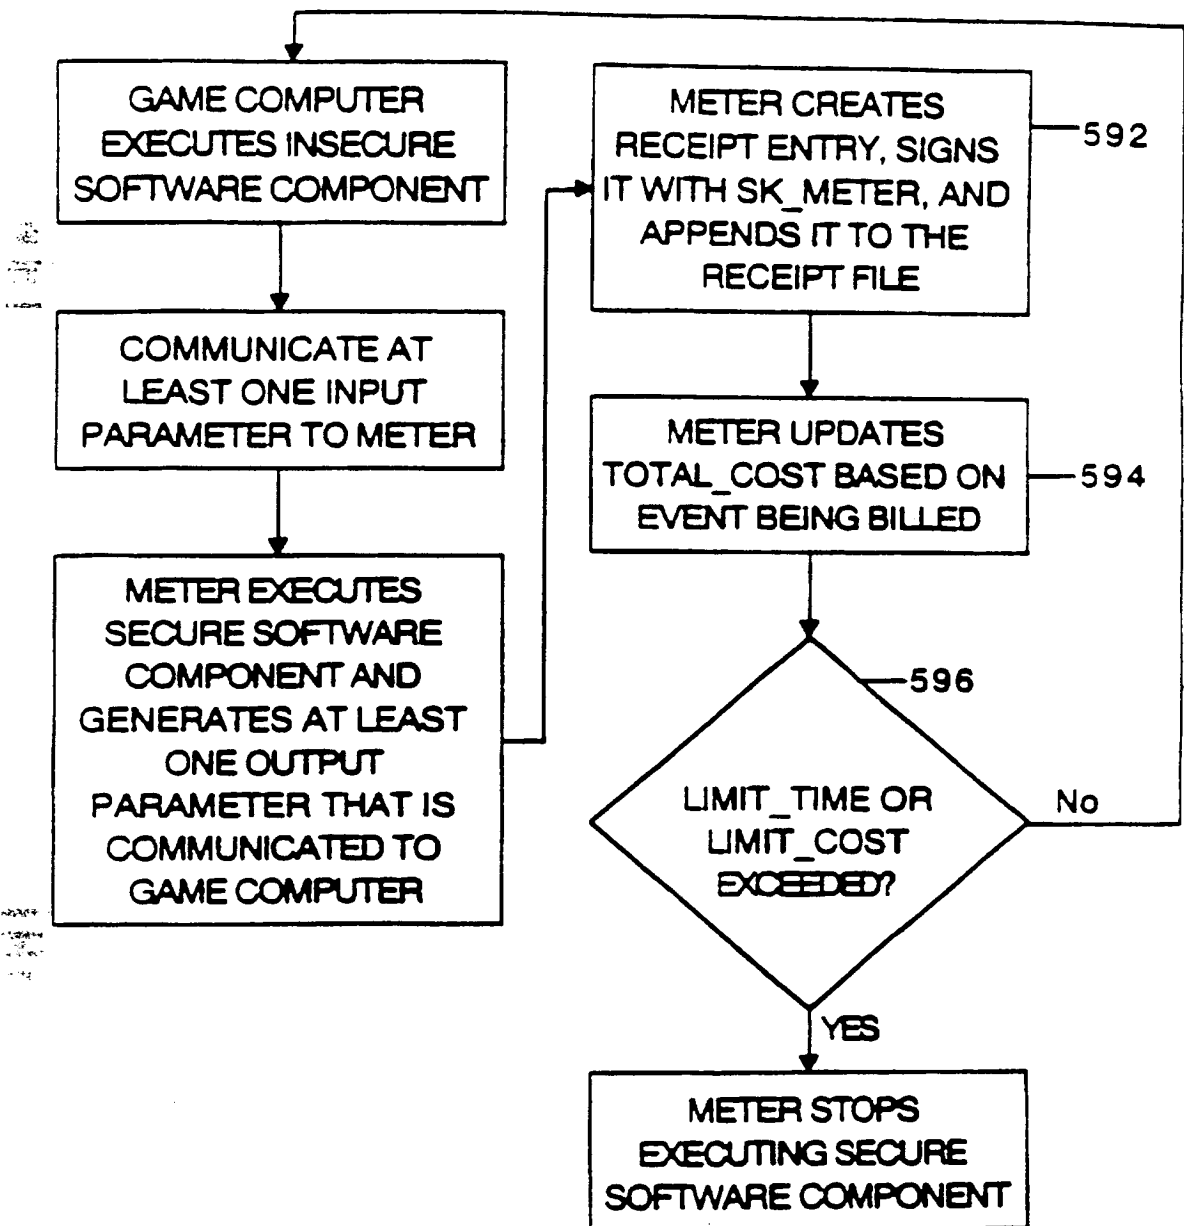 GAME COMPUTER
EXECUTES INSECURE
SOFTWARE COMPONENT
COMMUNICATE AT
LEAST ONE INPUT
PARAMETER TO METER
METER EXECUTES
SECURE SOFTWARE
COMPONENT AND
GENERATES AT LEAST
ONE OUTPUT
PARAMETER THAT IS
COMMUNICATED TO
GAME COMPUTER
METER CREATES
RECEIPT ENTRY, SIGNS
IT WITH SK_METER, AND
APPENDS IT TO THE
RECEIPT FILE
592
METER UPDATES
TOTAL_COST BASED ON
EVENT BEING BILLED
594
596
LIMIT_TIME OR
LIMIT_COST
EXCEEDED?
No
YES
METER STOPS
EXECUTING SECURE
SOFTWARE COMPONENT